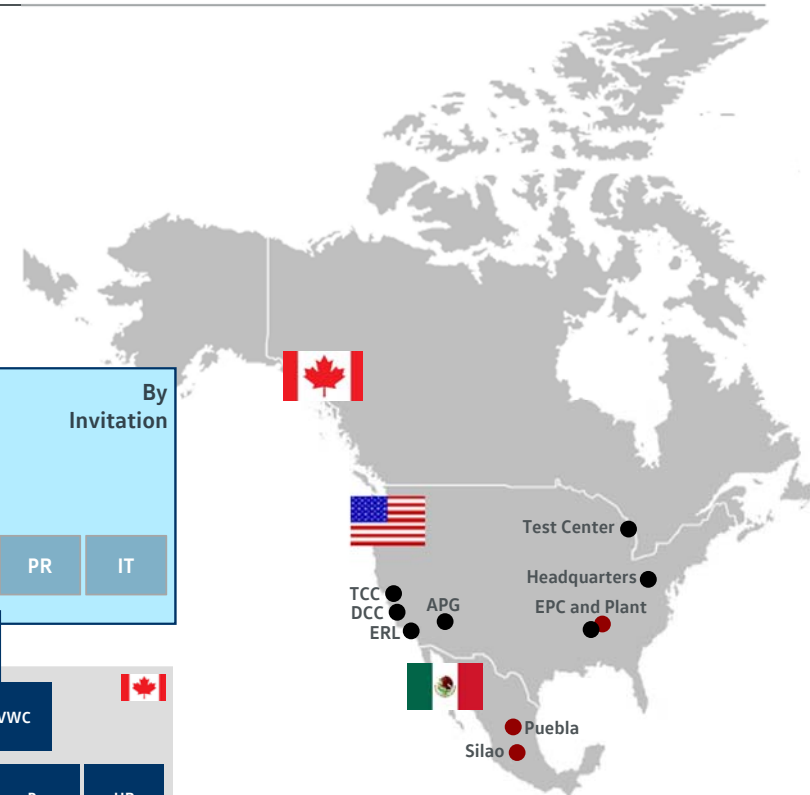 By
Invitation
PR
IT
Test Center
Headquarters
EPC and Plant
TCC
DCC
APG
ERL
VWC
Puebla
Silao